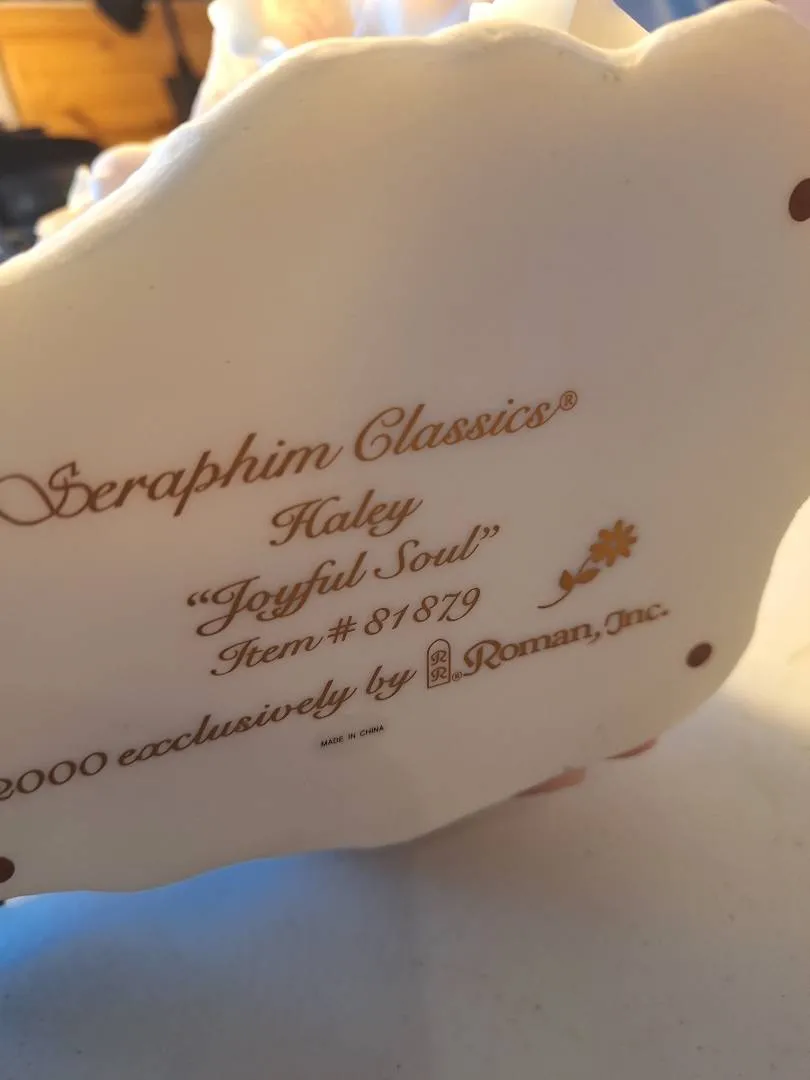 Seraphim Classics®
Haley
“Joyful Soul”
Item # 81879
2000 exclusively by RR® Roman, Inc.
MADE IN CHINA